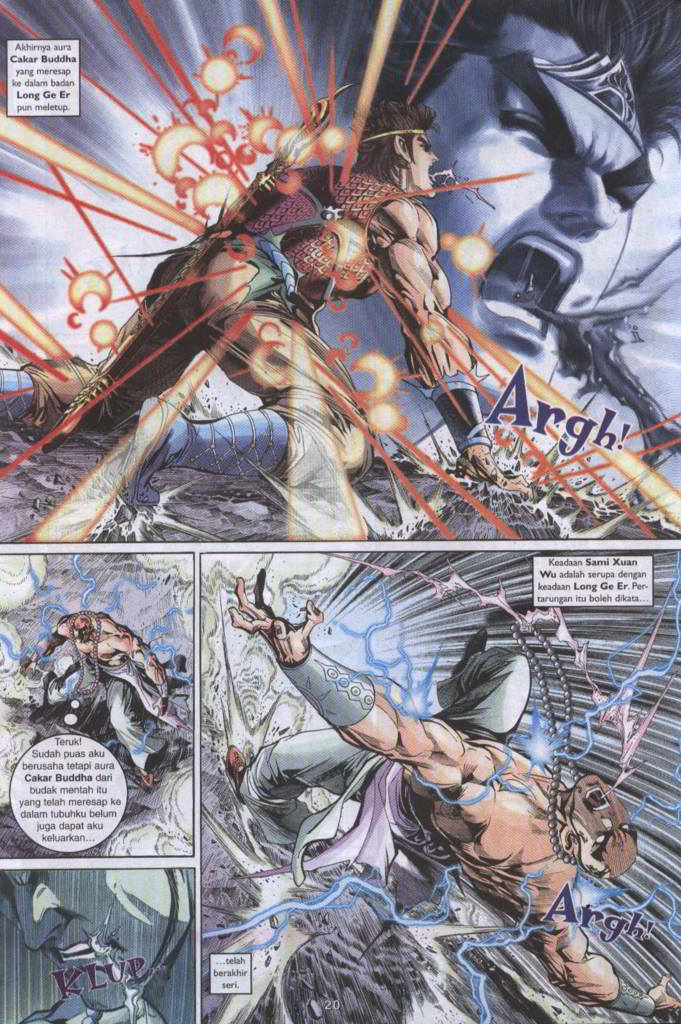 Akhirnya aura
Cakar Buddha
yang meresap
ke dalam badan
Long Ge Er
pun meletup.
Argh!
Teruk!
Sudah puas aku
berusaha tetapi aura
Cakar Buddha dari
budak mentah itu
yang telah meresap ke
dalam tubuhku belum
juga dapat aku
keluarkan...
KLUP...
Keadaan Sami Xuan
Wu adalah serupa dengan
keadaan Long Ge Er. Per-
tarungan itu boleh dikata...
Argh!
...telah
berakhir
seri.
20